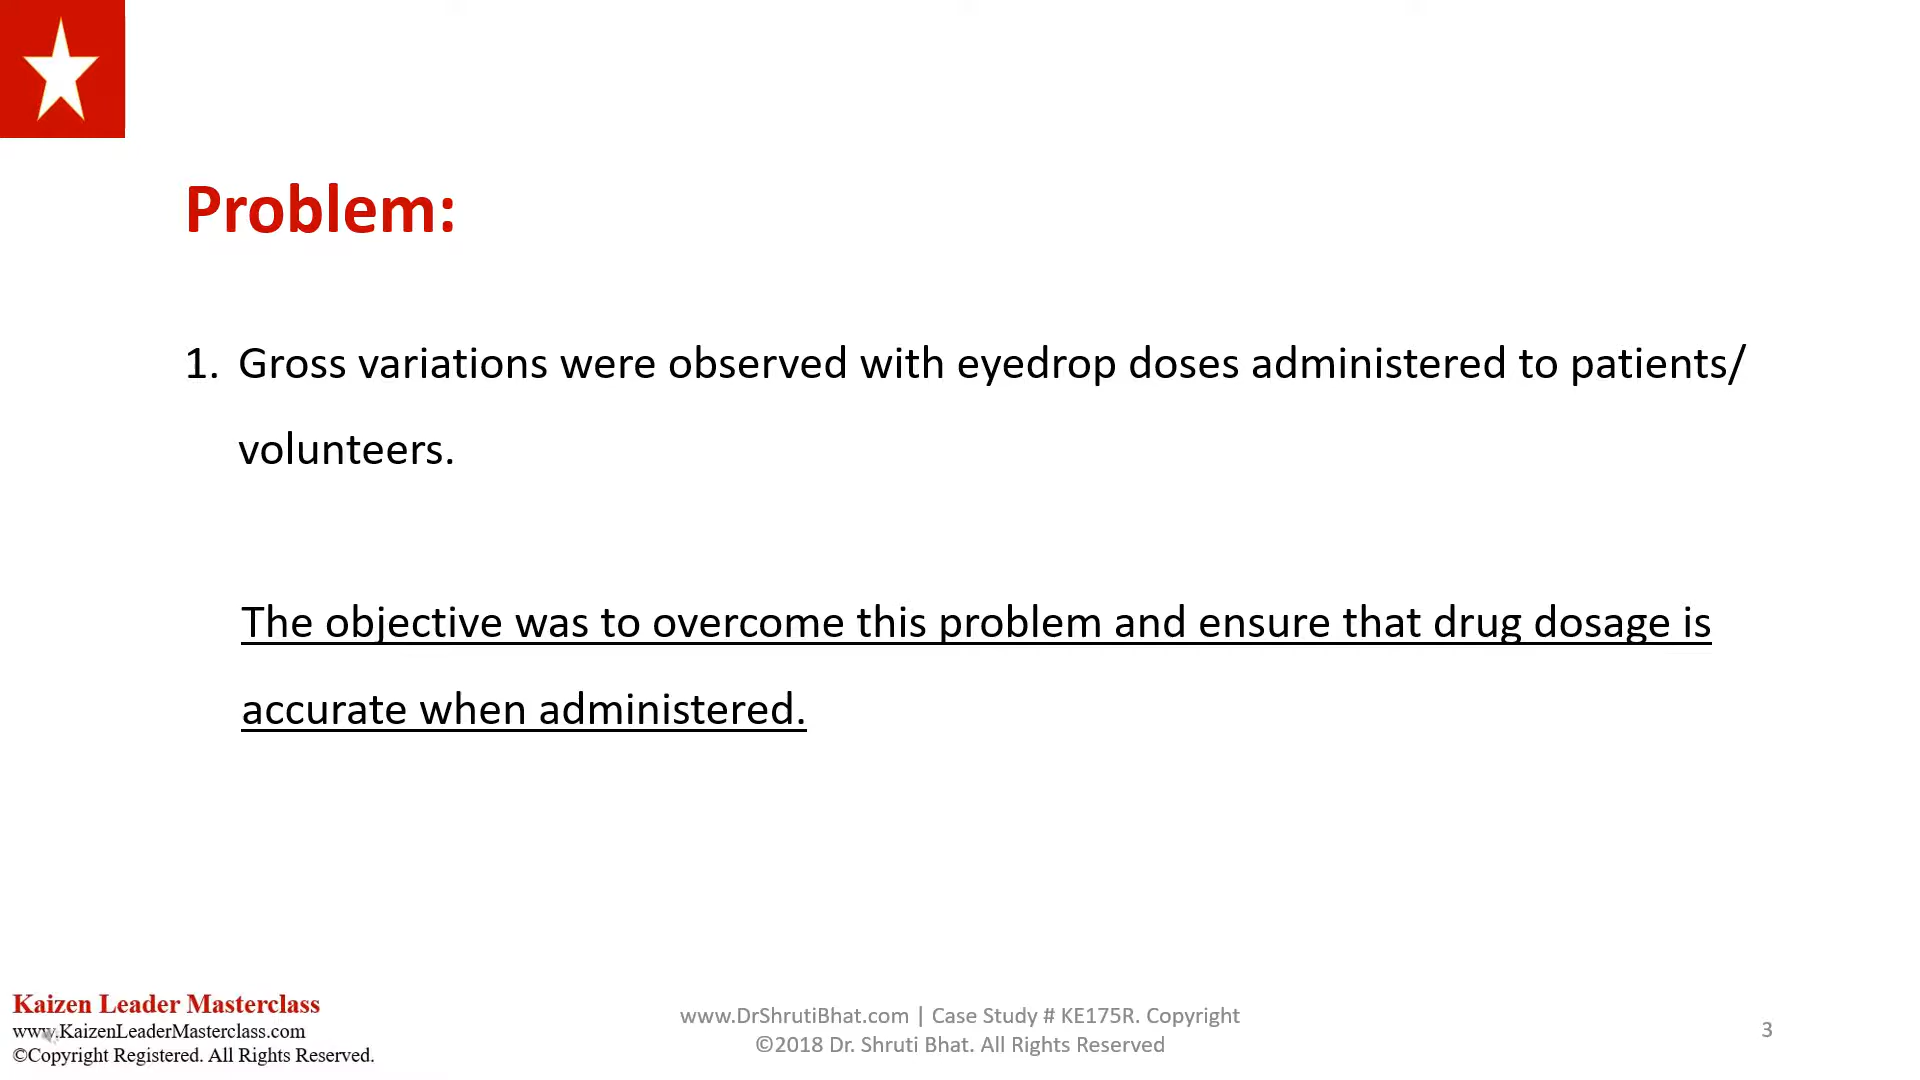 Problem:
1. Gross variations were observed with eyedrop doses administered to patients/
volunteers.
The objective was to overcome this problem and ensure that drug dosage is
accurate when administered.
Kaizen Leader Masterclass
www.KaizenLeaderMasterclass.com
©Copyright Registered. All Rights Reserved.
www.DrShrutiBhat.com | Case Study # KE175R. Copyright
©2018 Dr. Shruti Bhat. All Rights Reserved
3